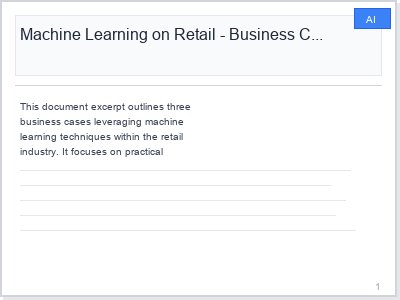 AI
Machine Learning on Retail - Business C...
This document excerpt outlines three
business cases leveraging machine
learning techniques within the retail
industry. It focuses on practical
1